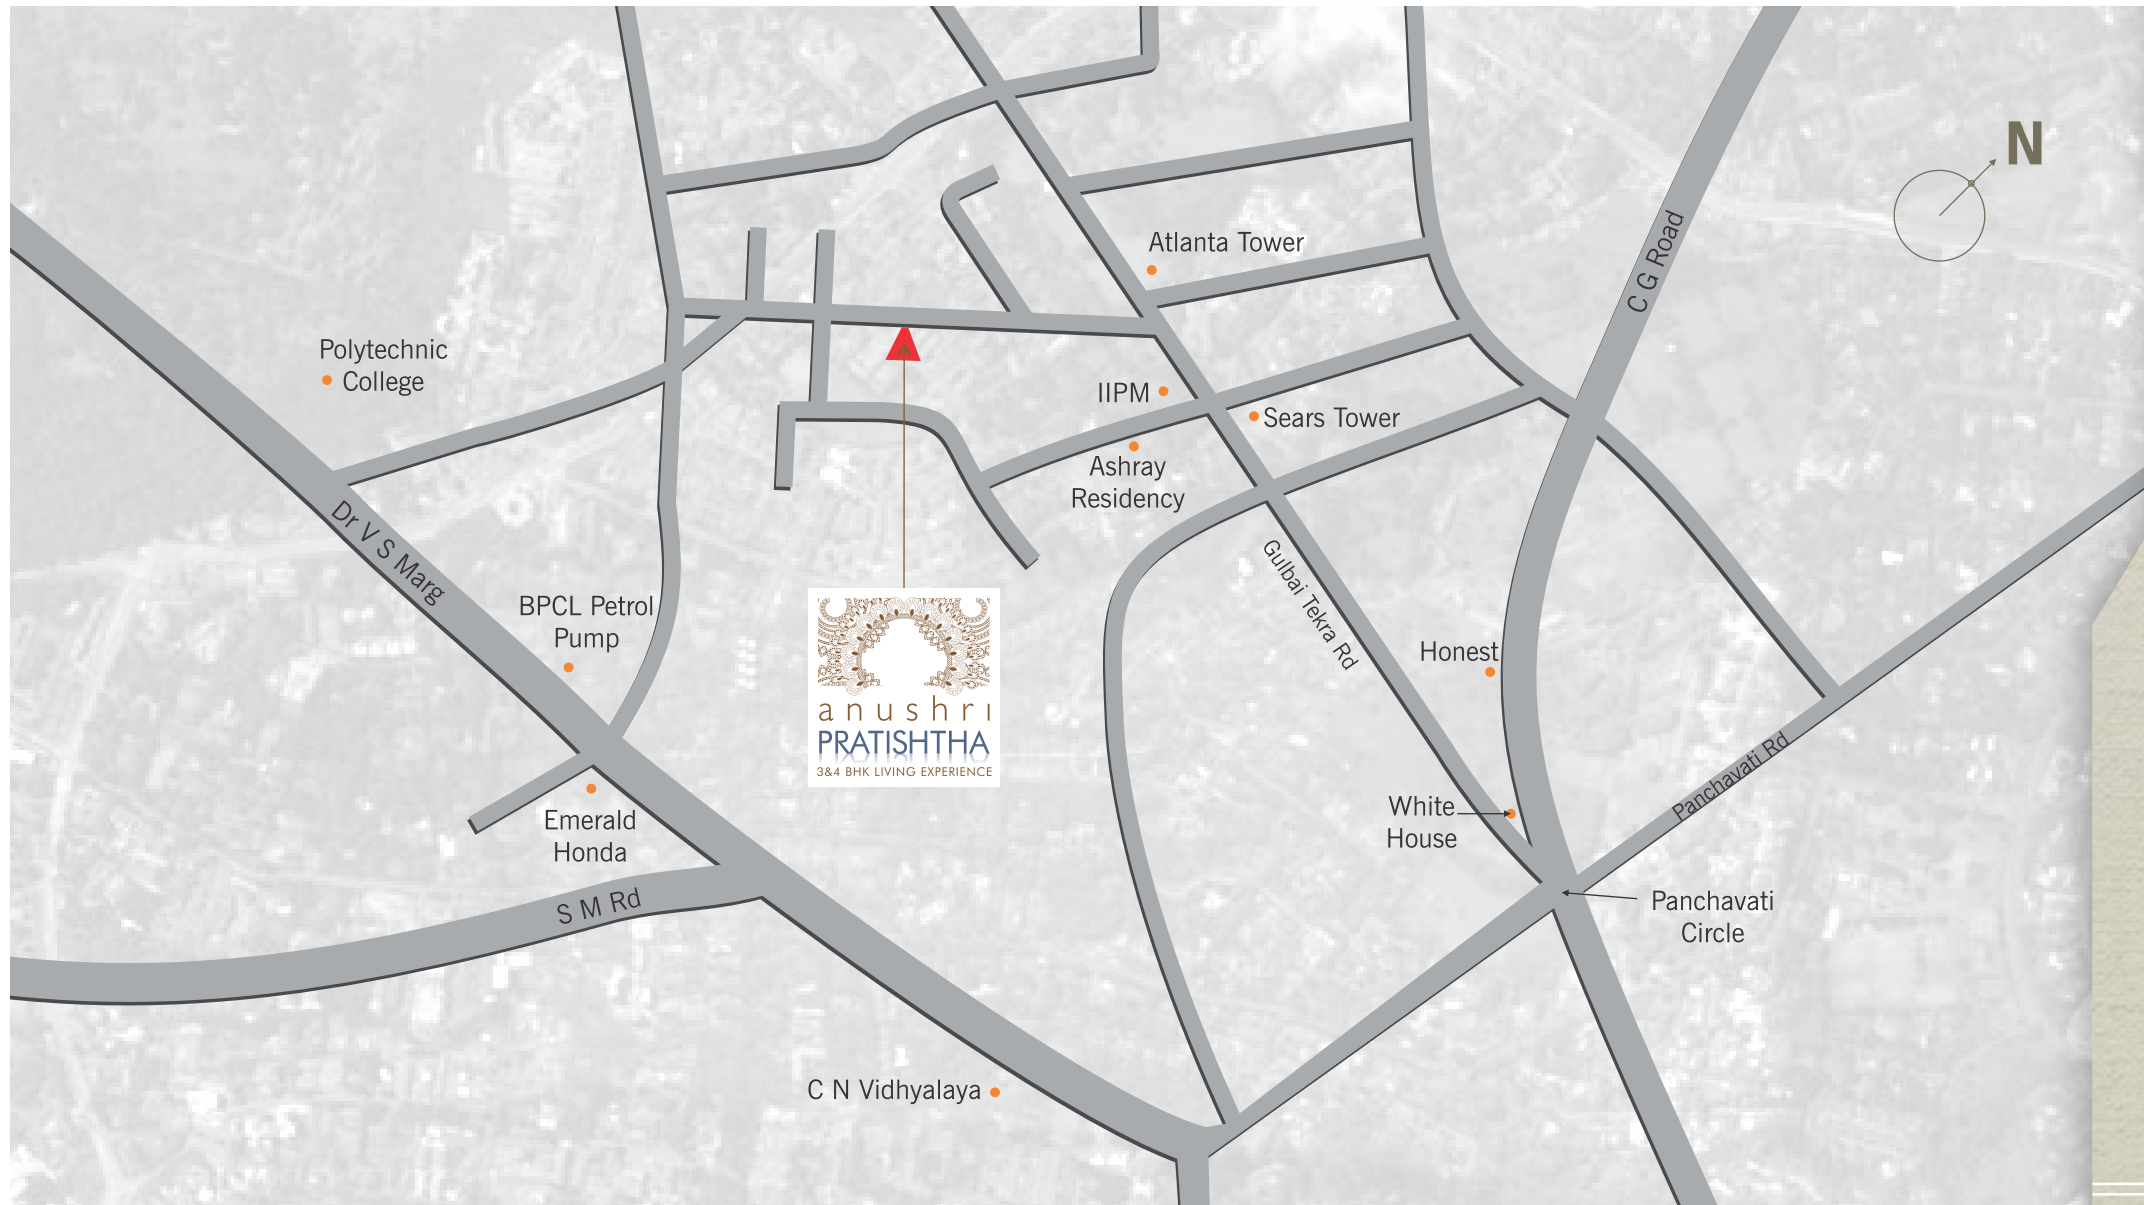 N
Atlanta Tower
C G Road
Polytechnic
College
IIPM
Sears Tower
Ashray
Residency
Dr V S Marg
Gulbai Tekra Rd
BPCL Petrol
Pump
Honest
anushri
PRATISHTHA
3&4 BHK LIVING EXPERIENCE
Panchavati Rd
White
House
Emerald
Honda
S M Rd
Panchavati
Circle
C N Vidhyalaya